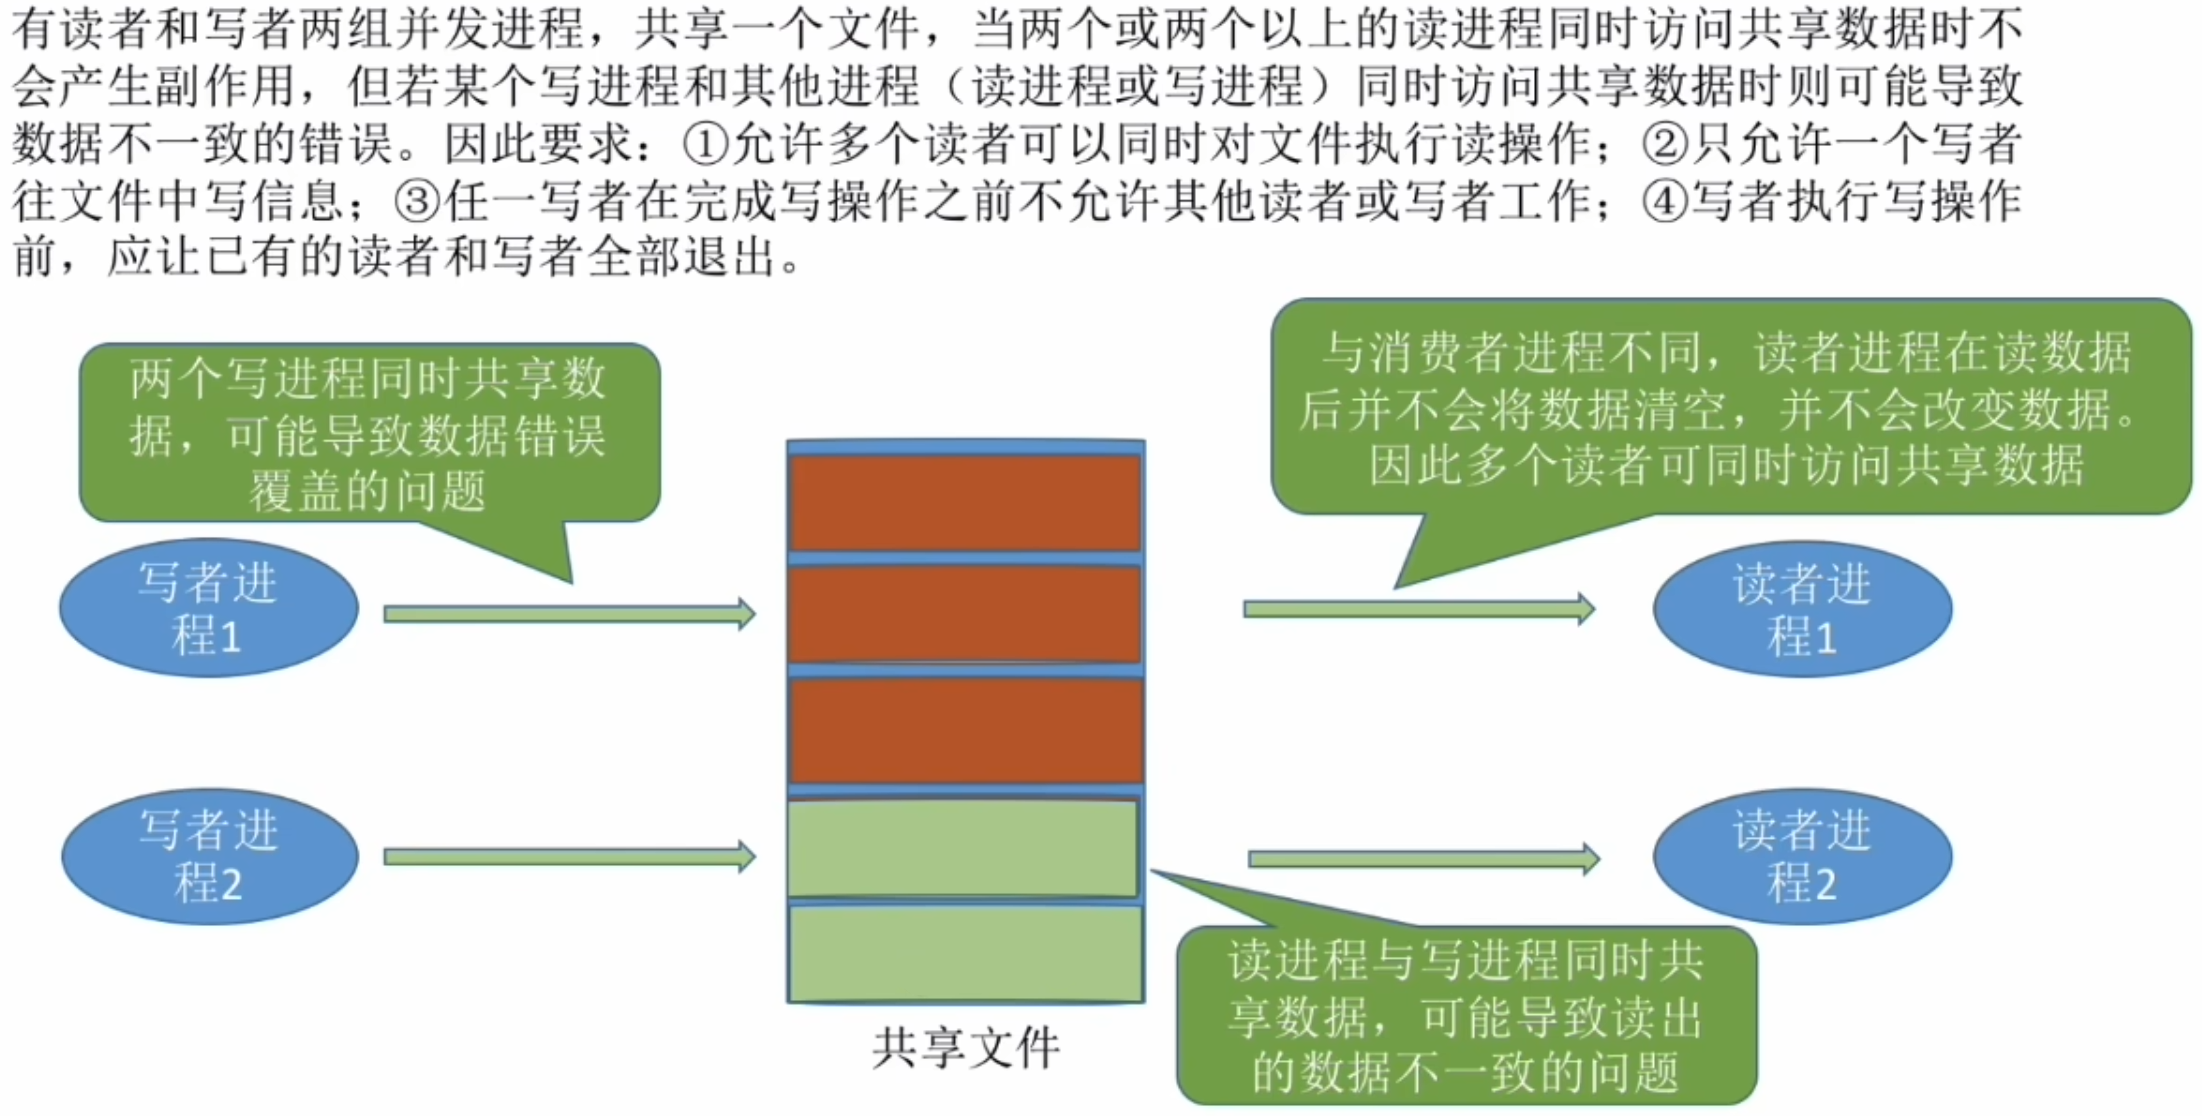 有读者和写者两组并发进程，共享一个文件，当两个或两个以上的读进程同时访问共享数据时不
会产生副作用，但若某个写进程和其他进程（读进程或写进程）同时访问共享数据时则可能导致
数据不一致的错误。因此要求：①允许多个读者可以同时对文件执行读操作；②只允许一个写者
往文件中写信息；③任一写者在完成写操作之前不允许其他读者或写者工作；④写者执行写操作
前，应让已有的读者和写者全部退出。
两个写进程同时共享数
据，可能导致数据错误
覆盖的问题
与消费者进程不同，读者进程在读数据
后并不会将数据清空，并不会改变数据。
因此多个读者可同时访问共享数据
写者进
程1
读者进
程1
写者进
程2
读者进
程2
读进程与写进程同时共
享数据，可能导致读出
的数据不一致的问题
共享文件